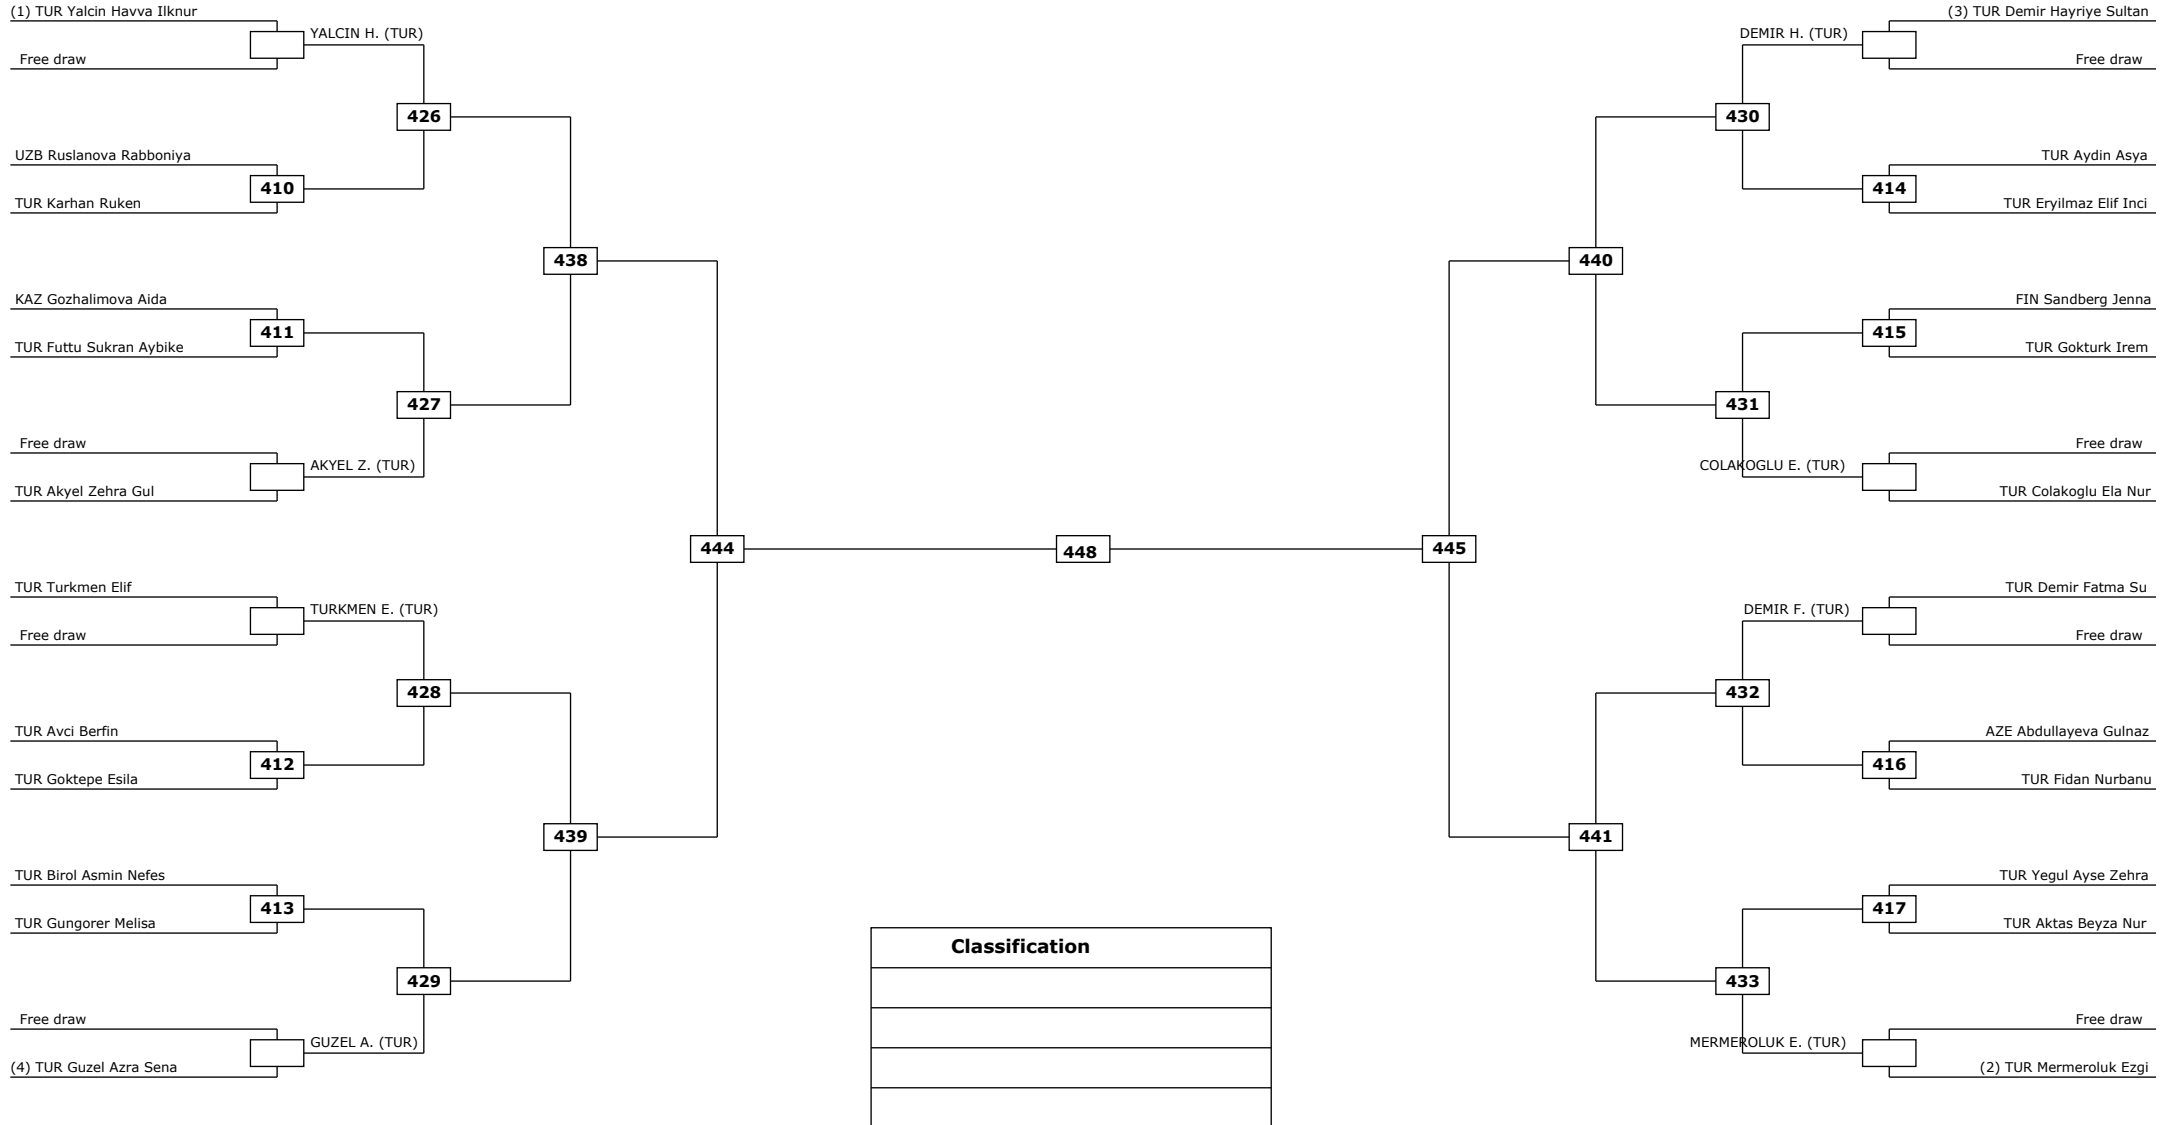 (1) TUR Yalcin Havva Ilknur
YALCIN H. (TUR)
Free draw
426
UZB Ruslanova Rabboniya
410
TUR Karhan Ruken
438
KAZ Gozhalimova Aida
411
TUR Futtu Sukran Aybike
427
Free draw
AKYEL Z. (TUR)
TUR Akyel Zehra Gul
444
TUR Turkmen Elif
TURKMEN E. (TUR)
Free draw
428
TUR Avci Berfin
412
TUR Goktepe Esila
439
TUR Birol Asmin Nefes
413
TUR Gungorer Melisa
429
Free draw
GUZEL A. (TUR)
(4) TUR Guzel Azra Sena
448
Classification
(3) TUR Demir Hayriye Sultan
DEMIR H. (TUR)
Free draw
430
TUR Aydin Asya
414
TUR Eryilmaz Elif Inci
440
FIN Sandberg Jenna
415
TUR Gokturk Irem
431
Free draw
COLAKOGLU E. (TUR)
TUR Colakoglu Ela Nur
445
TUR Demir Fatma Su
DEMIR F. (TUR)
Free draw
432
AZE Abdullayeva Gulnaz
416
TUR Fidan Nurbanu
441
TUR Yegul Ayse Zehra
417
TUR Aktas Beyza Nur
433
Free draw
MERMEROLUK E. (TUR)
(2) TUR Mermeroluk Ezgi